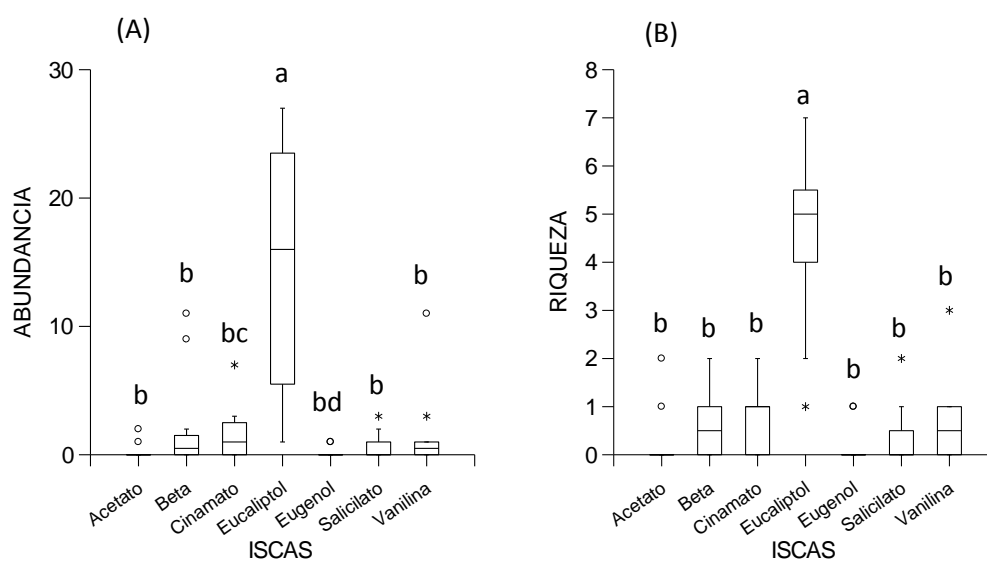 (A)
ABUNDANCIA
30
20
10
0
b
b
bc
a
bd
b
b
Acetato
Beta
Cinamato
Eucaliptol
Eugenol
Salicilato
Vanilina
ISCAS
(B)
RIQUEZA
8
7
6
5
4
3
2
1
0
b
b
b
a
b
b
b
Acetato
Beta
Cinamato
Eucaliptol
Eugenol
Salicilato
Vanilina
ISCAS